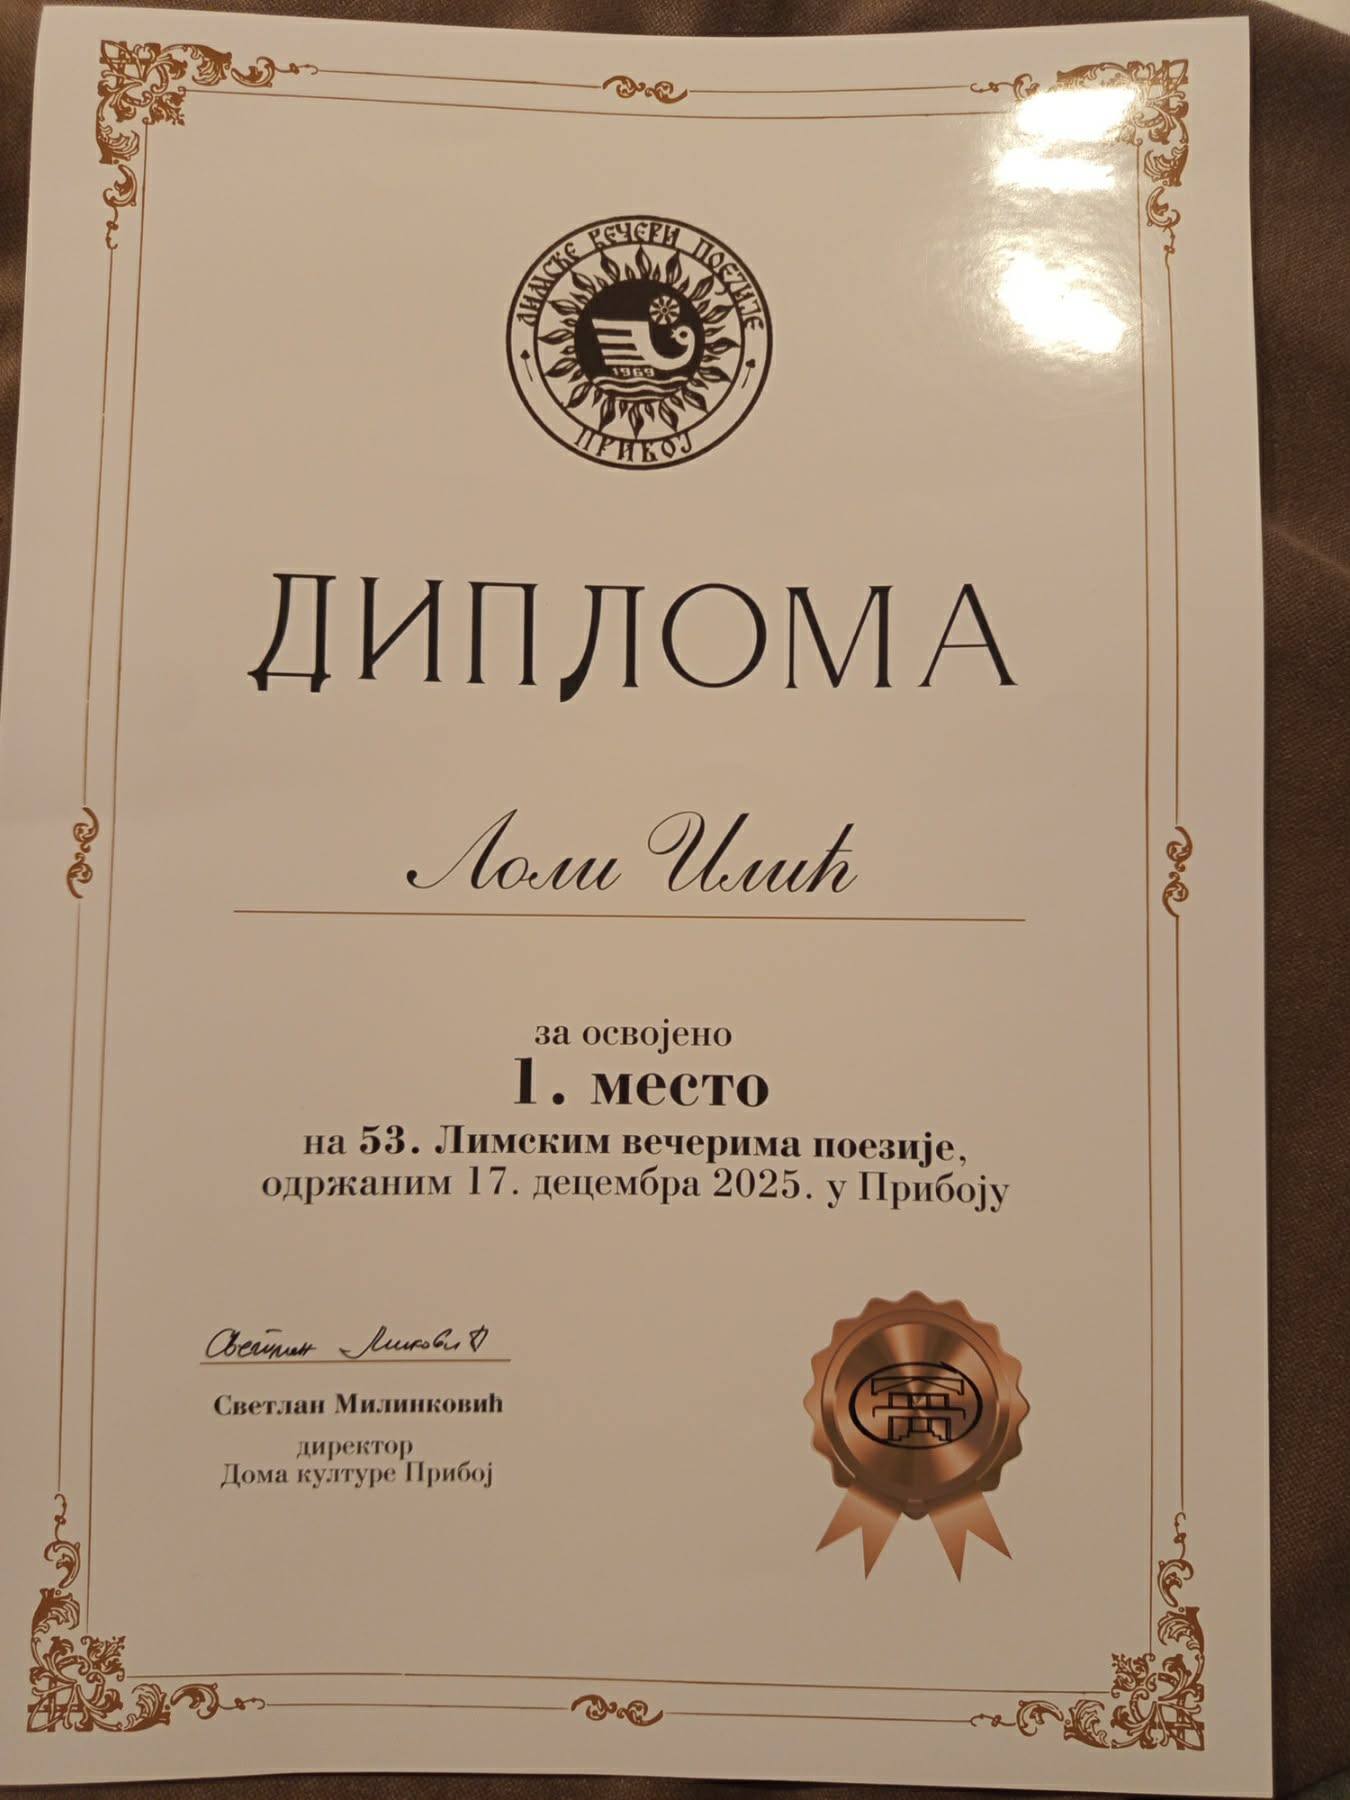 ЛИМСКЕ ВЕЧЕРИ ПОЕЗИЈЕ
1969
ПРИБОЈ
ДИПЛОМА
Лоли Илић
за освојено
1. место
на 53. Лимским вечерима поезије,
одржаним 17. децембра 2025. у Прибоју
Светлан Милинковић
директор
Дома културе Прибој